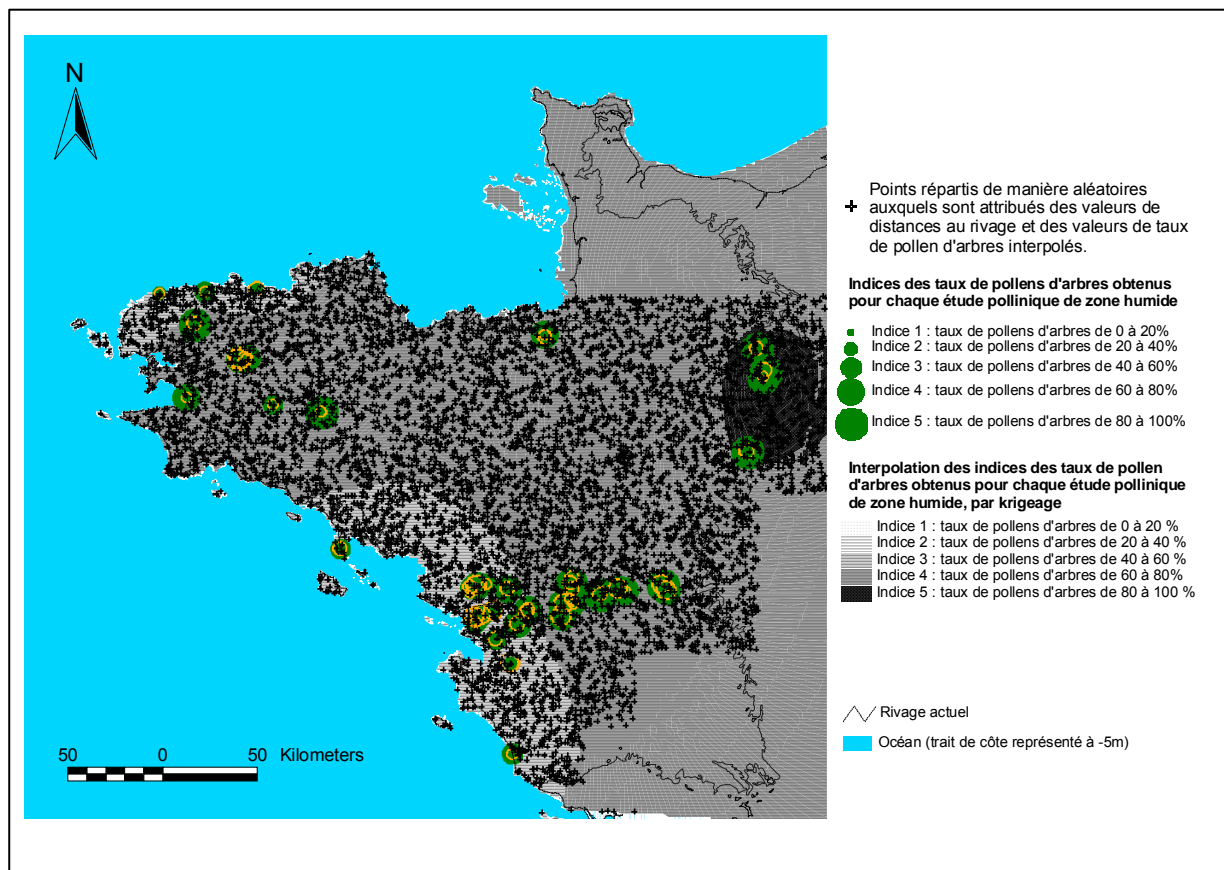 N
50 0 50 Kilometers
Points répartis de manière aléatoires
auxquels sont attribués des valeurs de
distances au rivage et des valeurs de taux
de pollen d'arbres interpolés.
Indices des taux de pollens d'arbres obtenus
pour chaque étude pollinique de zone humide
Indice 1 : taux de pollens d'arbres de 0 à 20%
Indice 2 : taux de pollens d'arbres de 20 à 40%
Indice 3 : taux de pollens d'arbres de 40 à 60%
Indice 4 : taux de pollens d'arbres de 60 à 80%
Indice 5 : taux de pollens d'arbres de 80 à 100%
Interpolation des indices des taux de pollen
d'arbres obtenus pour chaque étude pollinique
de zone humide, par krigeage
Indice 1 : taux de pollens d'arbres de 0 à 20 %
Indice 2 : taux de pollens d'arbres de 20 à 40 %
Indice 3 : taux de pollens d'arbres de 40 à 60 %
Indice 4 : taux de pollens d'arbres de 60 à 80%
Indice 5 : taux de pollens d'arbres de 80 à 100 %
Rivage actuel
Océan (trait de côte représenté à -5m)